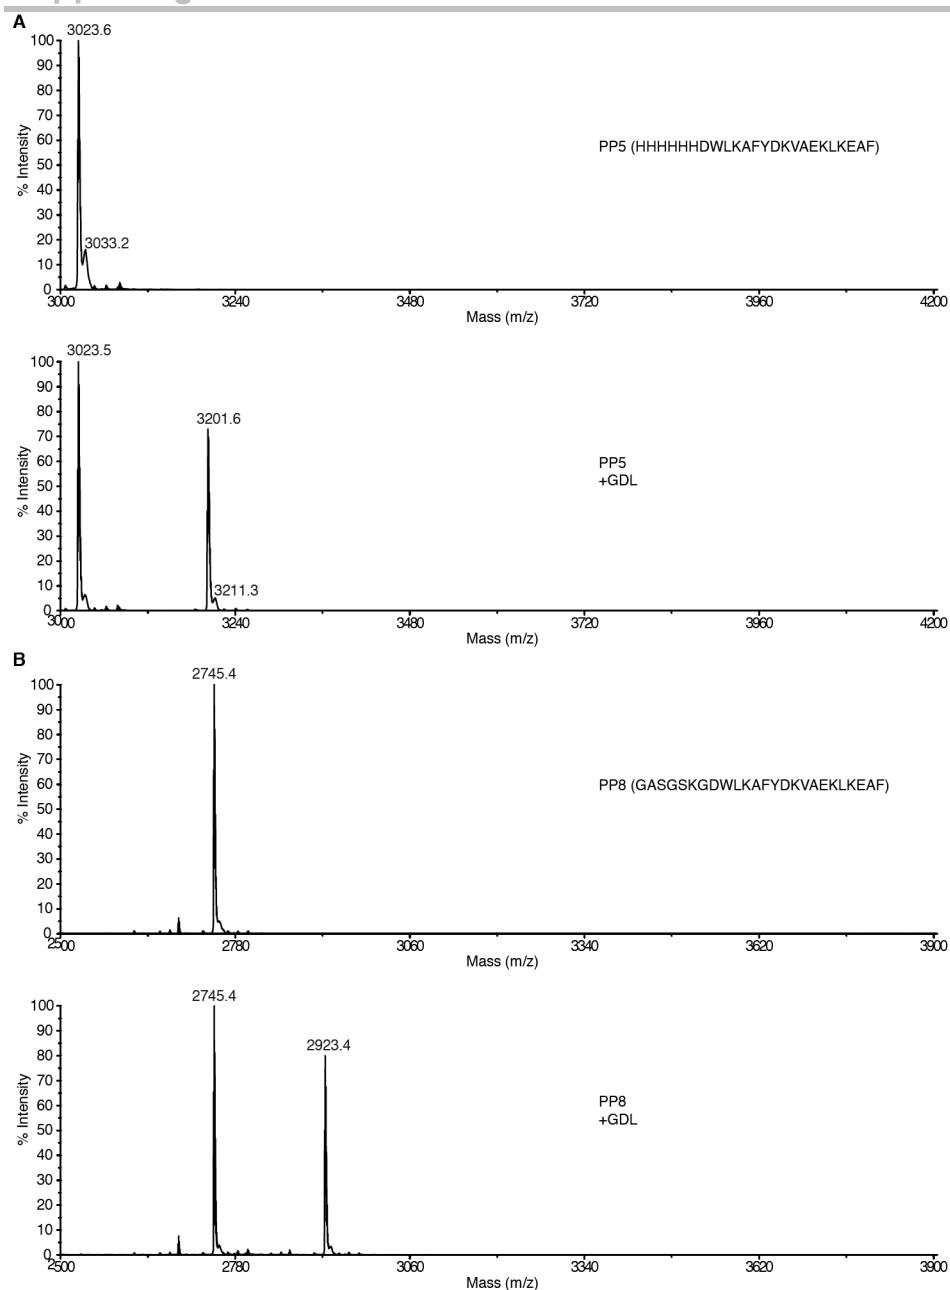 A
3023.6
100
90
80
70
60
50
40
30
20
10
0
% Intensity
3033.2
PP5 (HHHHHHDWLKAFYDKVAEKLKEAF)
3000 3240 3480 3720 3960 4200
Mass (m/z)
3023.5
100
90
80
70
60
50
40
30
20
10
0
% Intensity
3201.6
3211.3
PP5
+GDL
3000 3240 3480 3720 3960 4200
Mass (m/z)
B
2745.4
100
90
80
70
60
50
40
30
20
10
0
% Intensity
PP8 (GASGSKGDWLKAFYDKVAEKLKEAF)
2500 2780 3060 3340 3620 3900
Mass (m/z)
2745.4
100
90
80
70
60
50
40
30
20
10
0
% Intensity
2923.4
PP8
+GDL
2500 2780 3060 3340 3620 3900
Mass (m/z)